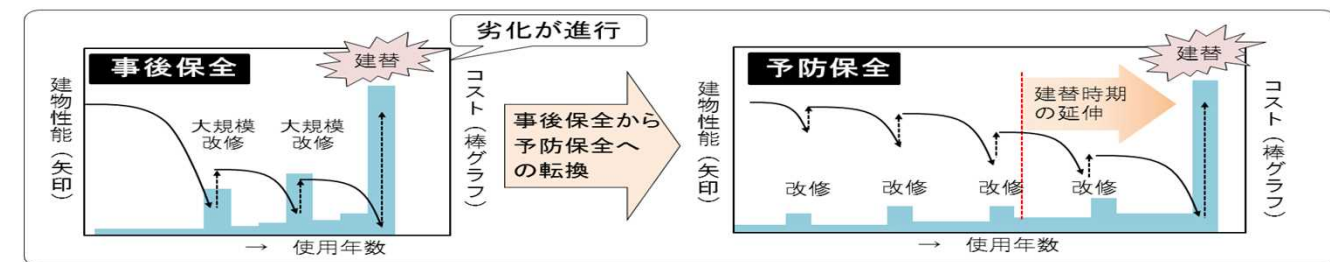 劣化が進行
事後保全
建替
建物性能（矢印）
大規模
改修
大規模
改修
コスト（棒グラフ）
→ 使用年数
事後保全から
予防保全へ
の転換
予防保全
建替
建替時期
の延伸
建物性能（矢印）
改修
改修
改修
改修
コスト（棒グラフ）
→ 使用年数